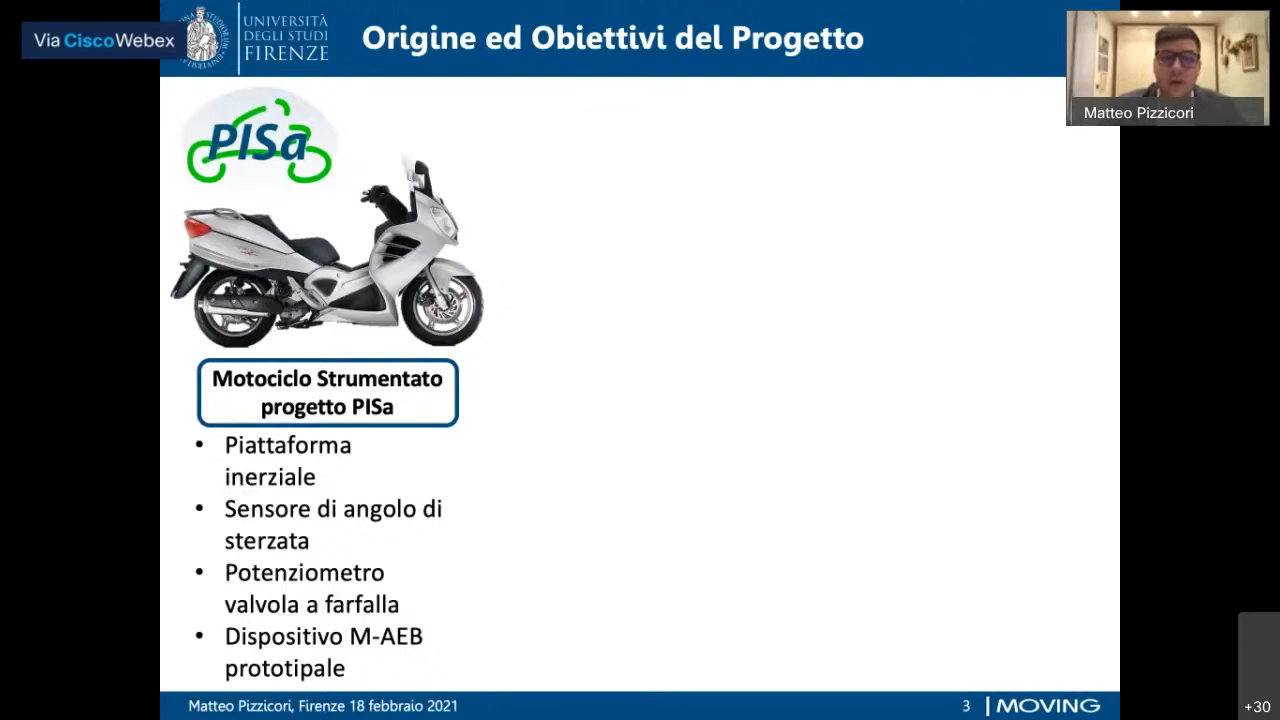 Via Cisco Webex
UNIVERSITÀ
DEGLI STUDI
FIRENZE
Origine ed Obiettivi del Progetto
Matteo Pizzicori
PISa
Motociclo Strumentato
progetto PISa
• Piattaforma
inerziale
• Sensore di angolo di
sterzata
• Potenziometro
valvola a farfalla
• Dispositivo M-AEB
prototipale
Matteo Pizzicori, Firenze 18 febbraio 2021
3
MOVING
+30